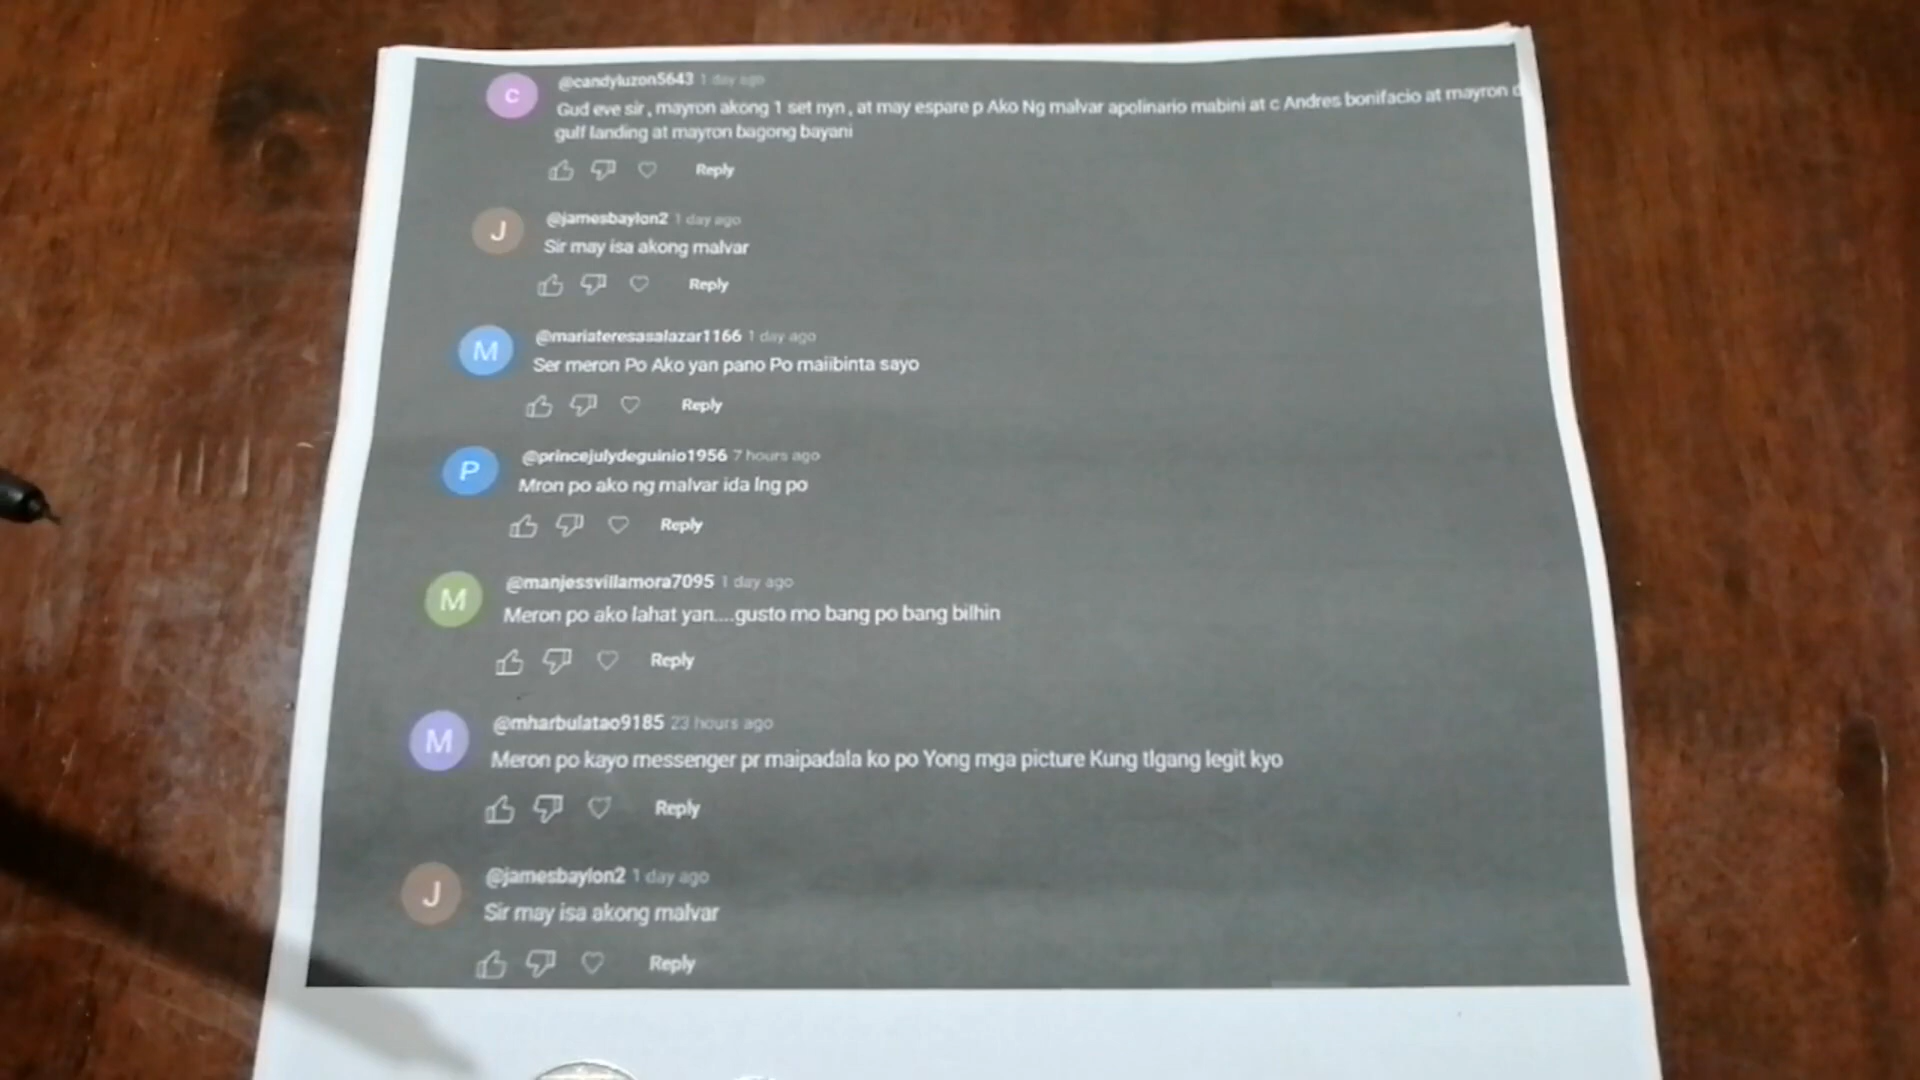 C
@candyluzon5643 1 day ago
Gud eve sir, mayron akong 1 set nyn, at may espare p Ako Ng malvar apolinario mabini at c Andres bonifacio at mayron
gulf landing at mayron bagong bayani
Reply
J
@jamesbaylon2 1 day ago
Sir may isa akong malvar
Reply
M
@mariateresasalazar1166 1 day ago
Ser meron Po Ako yan pano Po maiibinta sayo
Reply
P
@princejulydeguinio1956 7 hours ago
Mron po ako ng malvar ida lng po
Reply
M
@manjessvillamora7095 1 day ago
Meron po ako lahat yan....gusto mo bang po bang bilhin
Reply
M
@mharbulatao9185 23 hours ago
Meron po kayo messenger pr maipadala ko po Yong mga picture Kung tlgang legit kyo
Reply
J
@jamesbaylon2 1 day ago
Sir may isa akong malvar
Reply